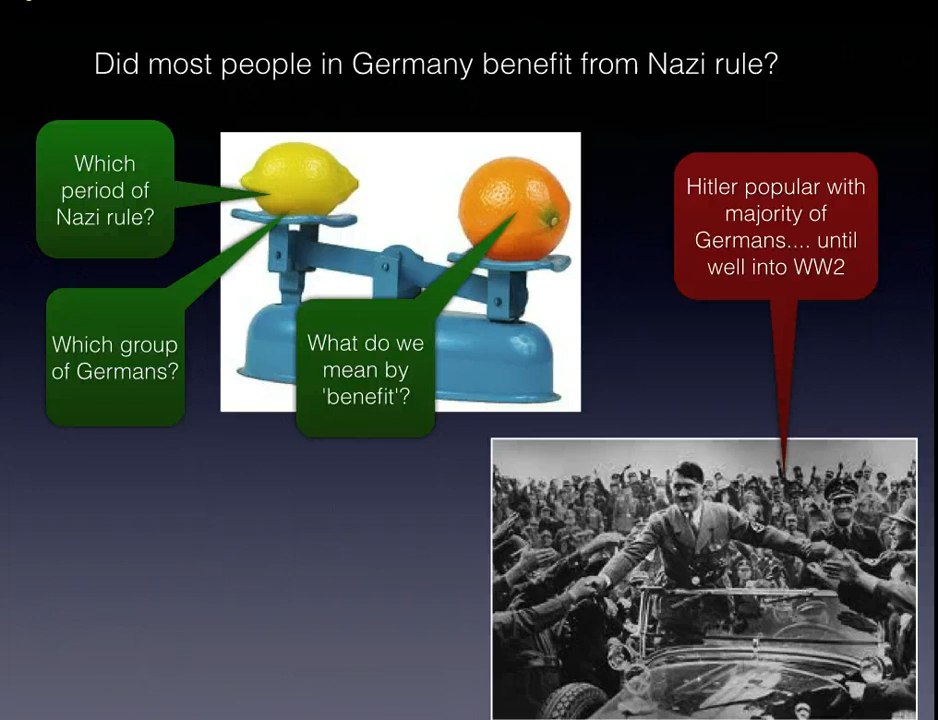 Did most people in Germany benefit from Nazi rule?
Which
period of
Nazi rule?
Which group
of Germans?
What do we
mean by
'benefit'?
Hitler popular with
majority of
Germans.... until
well into WW2